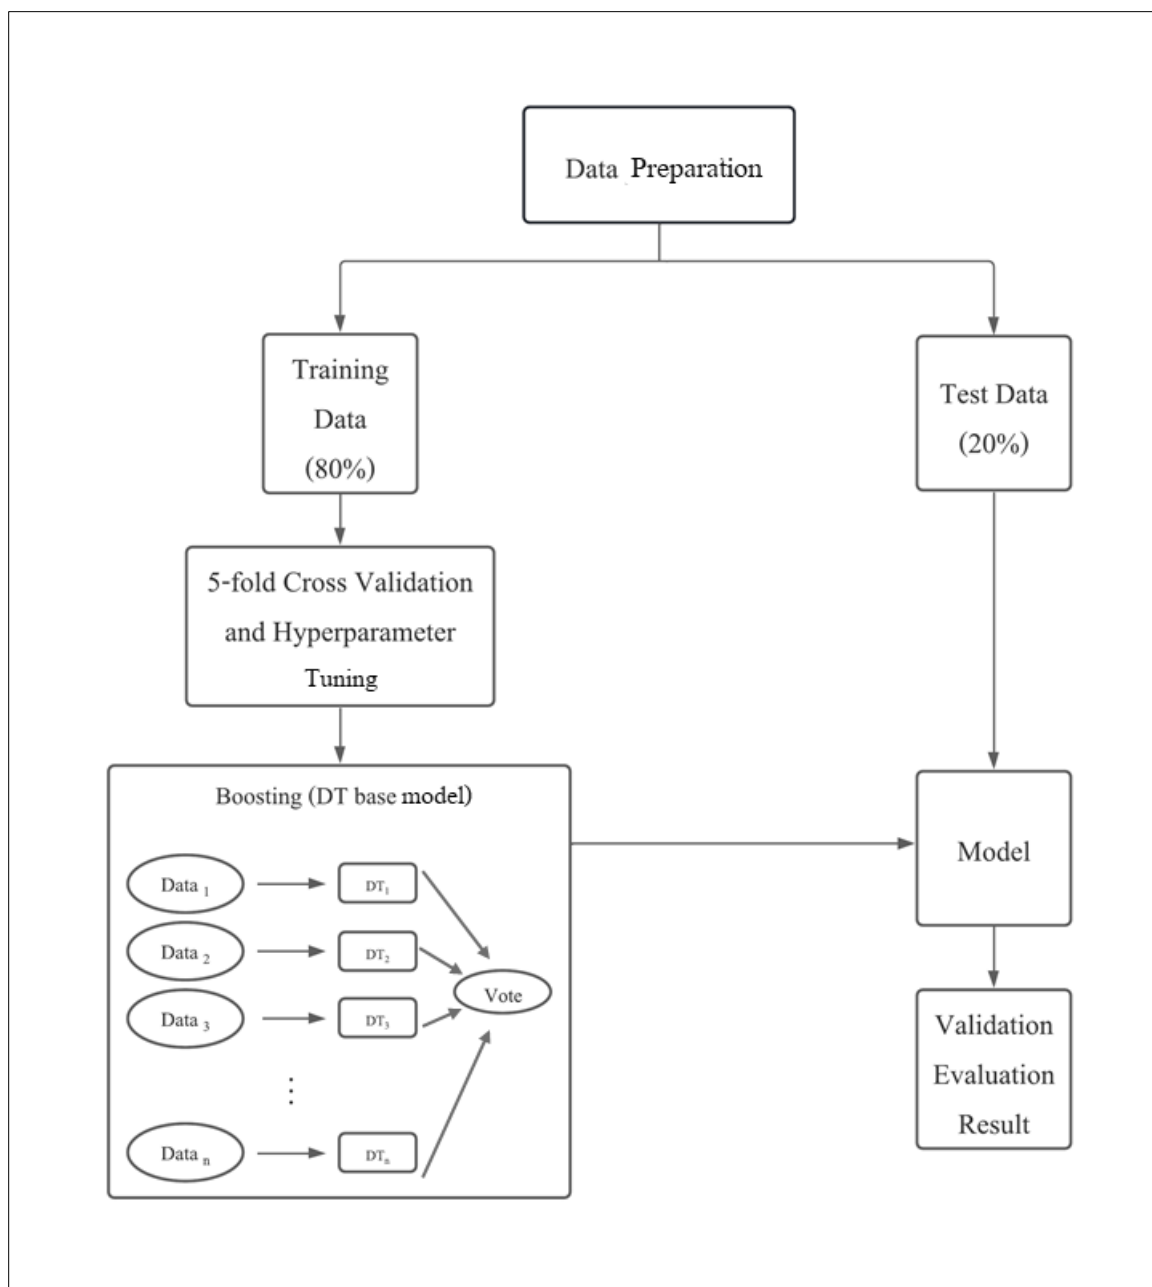 Data Preparation
Training
Data
(80%)
Test Data
(20%)
5-fold Cross Validation
and Hyperparameter
Tuning
Boosting (DT base model)
Data 1
DT1
Data 2
DT2
Data 3
DT3
Vote
⋮
Data n
DTn
Model
Validation
Evaluation
Result